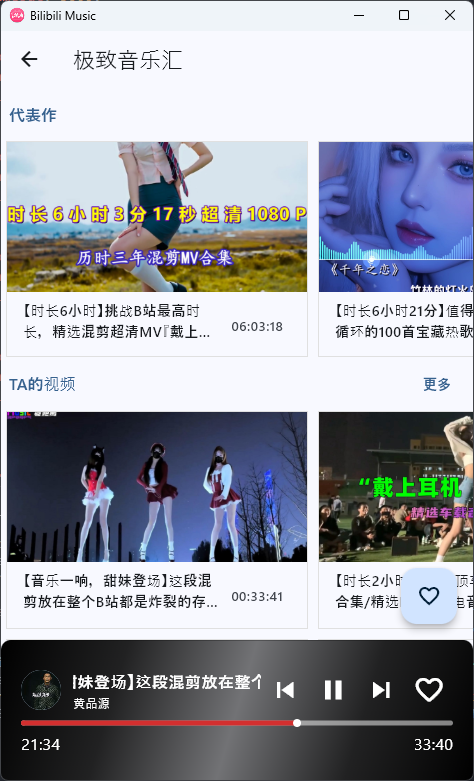 Bilibili Music
极致音乐汇
代表作
时长6小时3分17秒超清1080P
历时三年混剪MV合集
《千年之恋》
竹林的灯火
【时长6小时】挑战B站最高时
长，精选混剪超清MV『戴上...
06:03:18
【时长6小时21分】值得
循环的100首宝藏热歌
TA的视频
更多
“戴上耳机
精选车载
【音乐一响，甜妹登场】这段混
剪放在整个B站都是炸裂的存...
00:33:41
【时长2小时
顶
合集/精选
电音
妹登场】这段混剪放在整个
黄品源
21:34
33:40